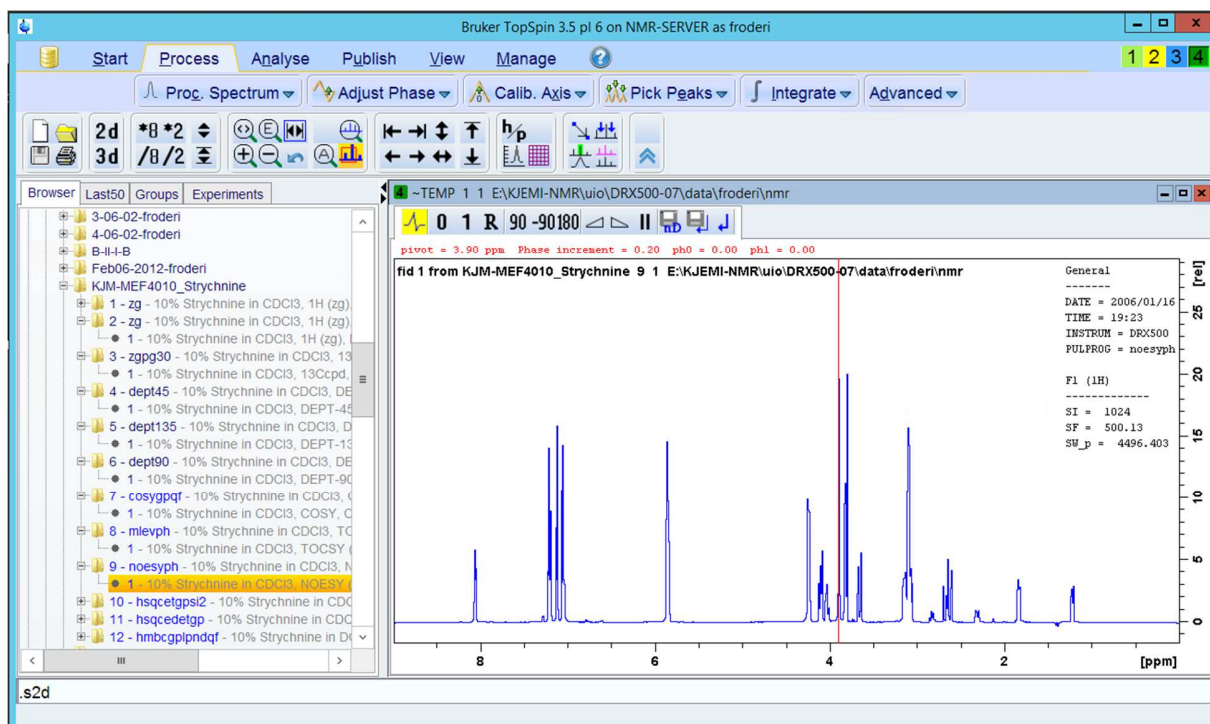 Bruker TopSpin 3.5 pl 6 on NMR-SERVER as froderi
Start Process Analyse Publish View Manage ?
1 2 3 4
Proc. Spectrum Adjust Phase Calib. Axis Pick Peaks Integrate Advanced
2d *8 *2 E h/p
3d /8 /2 A
Browser Last50 Groups Experiments
3-06-02-froderi
4-06-02-froderi
B-II-I-B
Feb06-2012-froderi
KJM-MEF4010_Strychnine
1 - zg - 10% Strychnine in CDCl3, 1H (zg),
2 - zg - 10% Strychnine in CDCl3, 1H (zg),
1 - 10% Strychnine in CDCl3, 1H (zg),
3 - zgpg30 - 10% Strychnine in CDCl3, 13
1 - 10% Strychnine in CDCl3, 13Ccpd,
4 - dept45 - 10% Strychnine in CDCl3, DE
1 - 10% Strychnine in CDCl3, DEPT-45
5 - dept135 - 10% Strychnine in CDCl3, D
1 - 10% Strychnine in CDCl3, DEPT-13
6 - dept90 - 10% Strychnine in CDCl3, DE
1 - 10% Strychnine in CDCl3, DEPT-90
7 - cosygpqf - 10% Strychnine in CDCl3, C
1 - 10% Strychnine in CDCl3, COSY, C
8 - mlevph - 10% Strychnine in CDCl3, TC
1 - 10% Strychnine in CDCl3, TOCSY (
9 - noesyph - 10% Strychnine in CDCl3, N
1 - 10% Strychnine in CDCl3, NOESY (
10 - hsqcetgpsi2 - 10% Strychnine in CDC
11 - hsqcedetgp - 10% Strychnine in CDC
12 - hmbcgplpndqf - 10% Strychnine in DC
4 ~TEMP 1 1 E:\KJEMI-NMR\uio\DRX500-07\data\froderi\nmr
0 1 R 90 -90 180 nD
pivot = 3.90 ppm Phase increment = 0.20 ph0 = 0.00 ph1 = 0.00
fid 1 from KJM-MEF4010_Strychnine 9 1 E:\KJEMI-NMR\uio\DRX500-07\data\froderi\nmr
General
-------
DATE = 2006/01/16
TIME = 19:23
INSTRUM = DRX500
PULPROG = noesyph
F1 (1H)
-------------
SI = 1024
SF = 500.13
SW_p = 4496.403
[rel]
25
20
15
10
5
0
8 6 4 2 [ppm]
.s2d